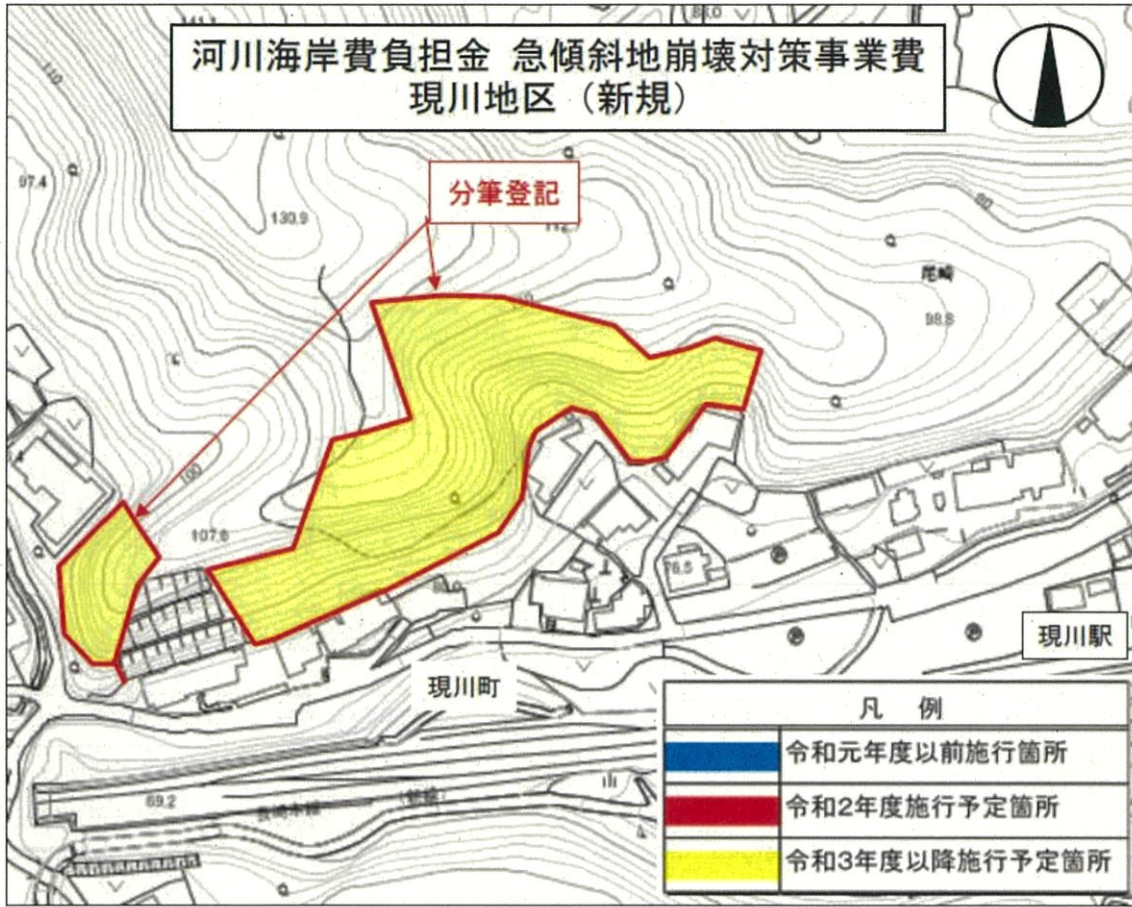 河川海岸費負担金 急傾斜地崩壊対策事業費
現川地区（新規）
分筆登記
97.4
130.9
尾崎
98.8
100
107.6
76.5
現川駅
現川町
69.2
凡 例
令和元年度以前施行箇所
令和2年度施行予定箇所
令和3年度以降施行予定箇所